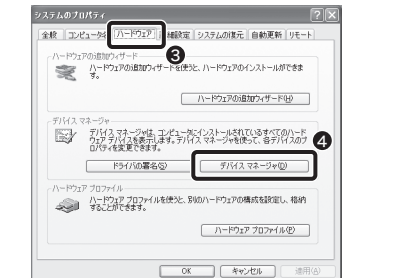 システムのプロパティ
全般 コンピュータ名 ハードウェア 詳細設定 システムの復元 自動更新 リモート
❸
ハードウェアの追加ウィザード
ハードウェアの追加ウィザードを使うと、ハードウェアのインストールができま
す。
ハードウェアの追加ウィザード(H)
デバイス マネージャ
❹
デバイス マネージャは、コンピュータにインストールされているすべてのハード
ウェア デバイスを表示します。デバイス マネージャを使って、各デバイスのプ
ロパティを変更できます。
ドライバの署名(S) デバイス マネージャ(D)
ハードウェア プロファイル
ハードウェア プロファイルを使うと、別のハードウェアの構成を設定し、格納
することができます。
ハードウェア プロファイル(P)
OK キャンセル 適用(A)